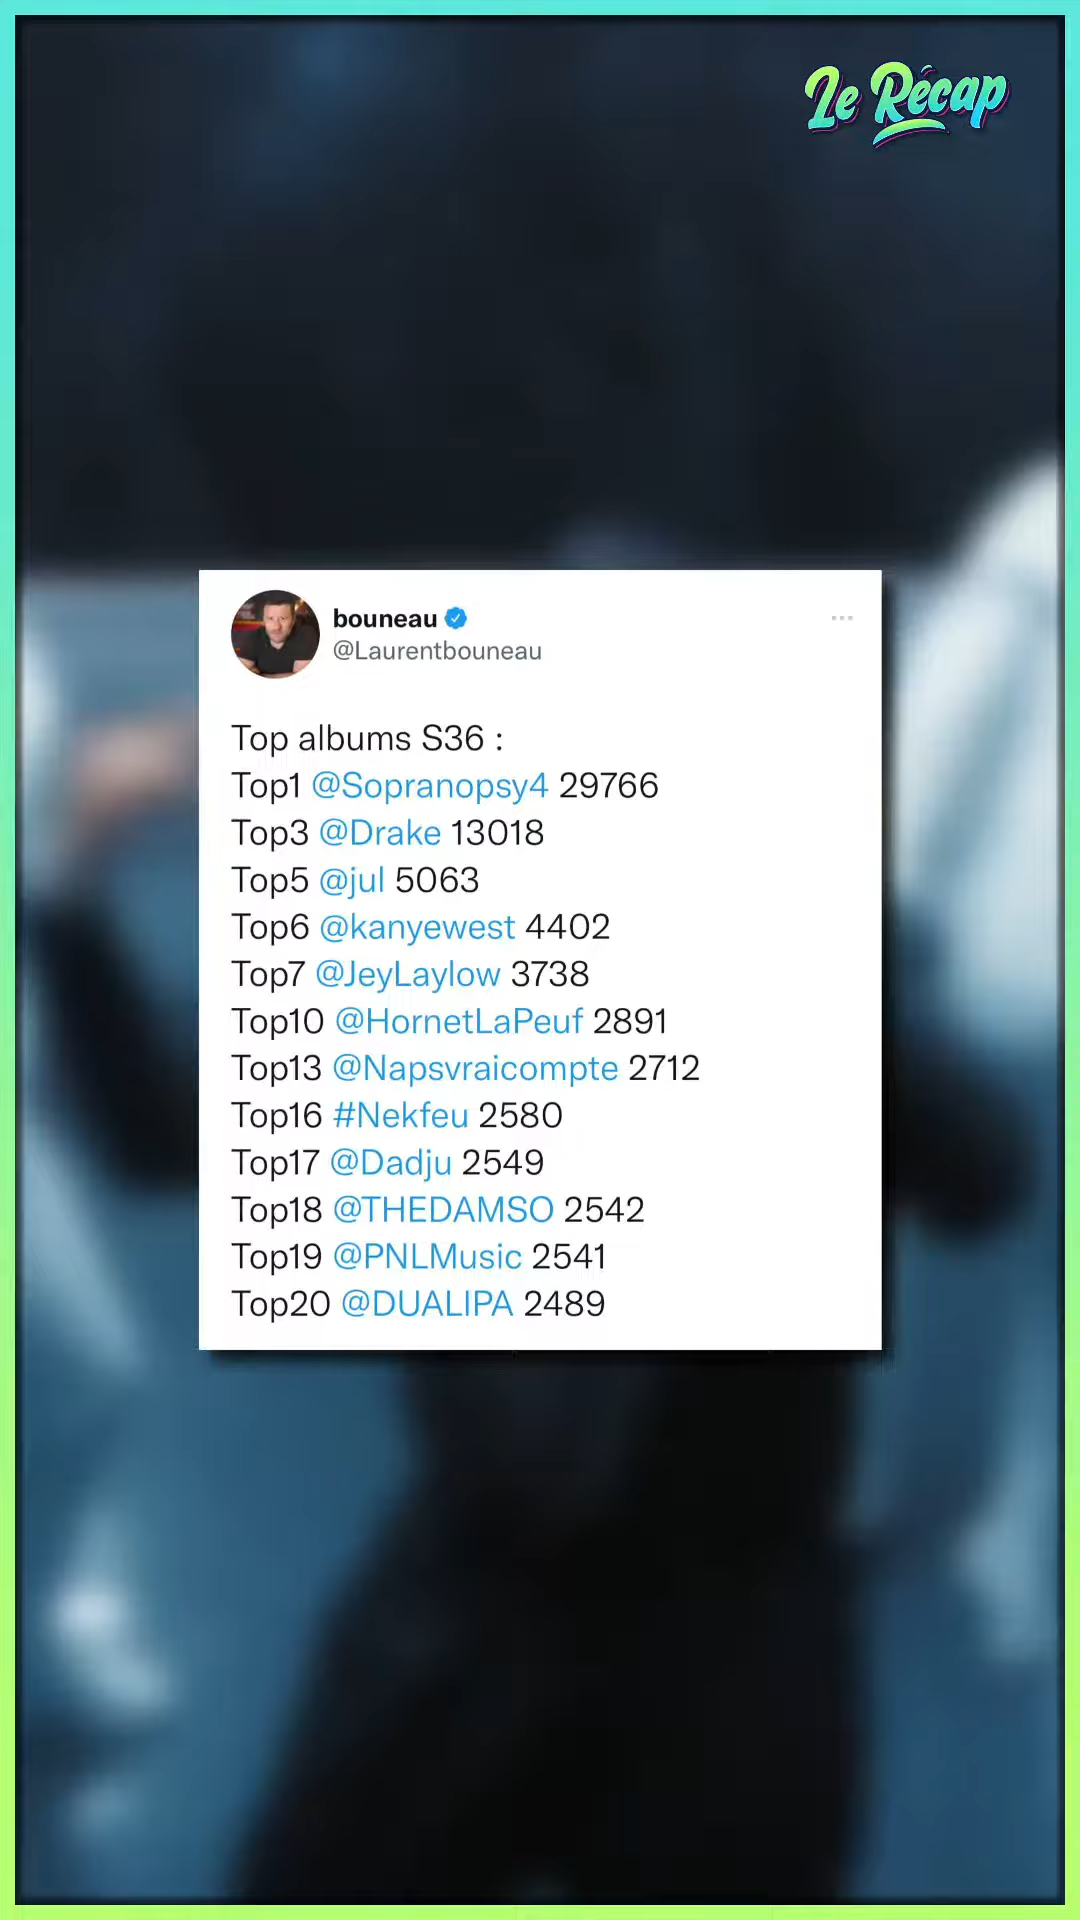 Le Récap
bouneau
@Laurentbouneau
Top albums S36 :
Top1 @Sopranopsy4 29766
Top3 @Drake 13018
Top5 @jul 5063
Top6 @kanyewest 4402
Top7 @JeyLaylow 3738
Top10 @HornetLaPeuf 2891
Top13 @Napsvraicompte 2712
Top16 #Nekfeu 2580
Top17 @Dadju 2549
Top18 @THEDAMSO 2542
Top19 @PNLMusic 2541
Top20 @DUALIPA 2489